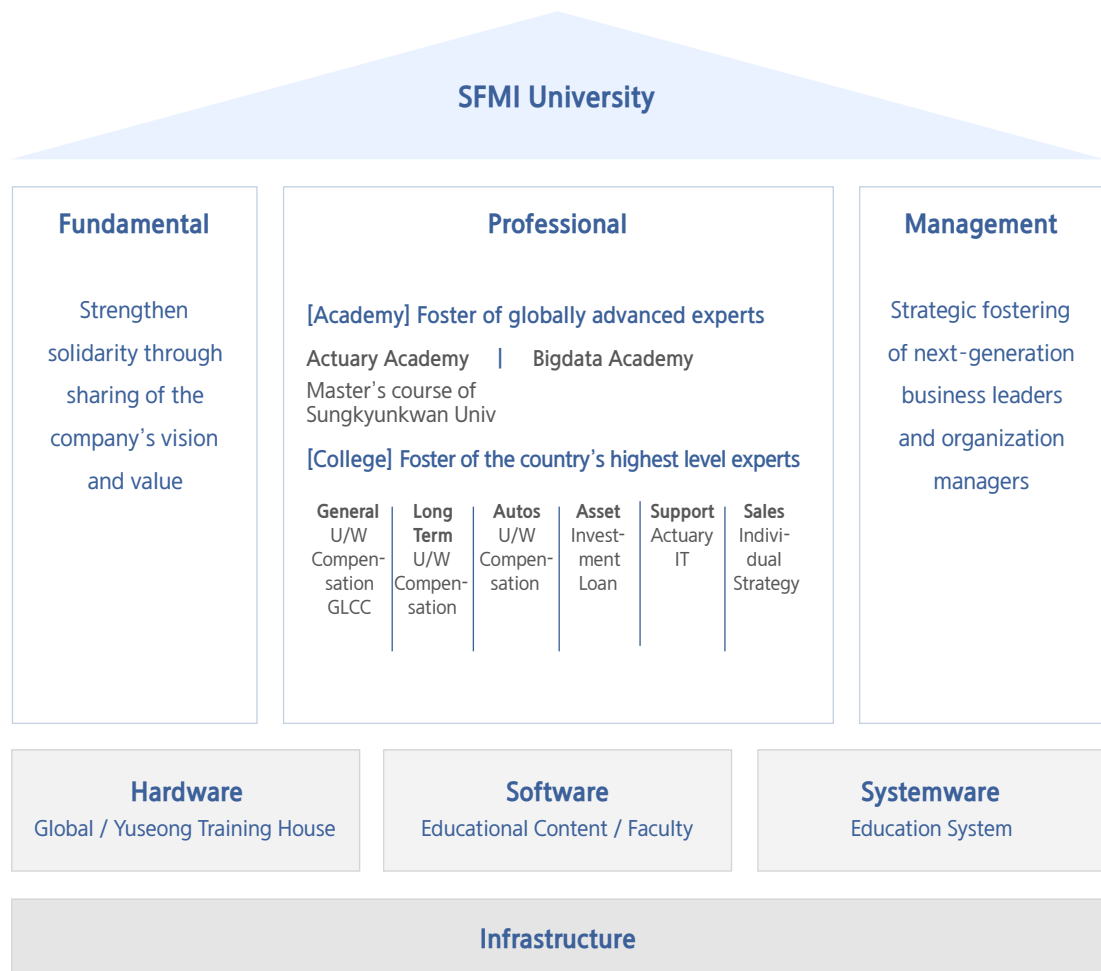 SFMI University
Fundamental
Strengthen
solidarity through
sharing of the
company's vision
and value
Professional
[Academy] Foster of globally advanced experts
Actuary Academy | Bigdata Academy
Master's course of
Sungkyunkwan Univ
[College] Foster of the country's highest level experts
General
U/W
Compen-
sation
GLCC
Long
Term
U/W
Compen-
sation
Autos
U/W
Compen-
sation
Asset
Invest-
ment
Loan
Support
Actuary
IT
Sales
Indivi-
dual
Strategy
Management
Strategic fostering
of next-generation
business leaders
and organization
managers
Hardware
Global / Yuseong Training House
Software
Educational Content / Faculty
Systemware
Education System
Infrastructure